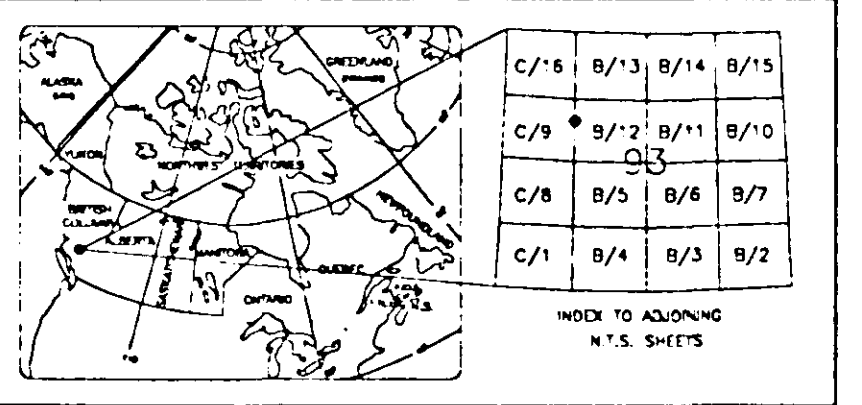 ALASKA
GREENLAND
YUKON
NORTHWEST TERRITORIES
BRITISH
COLUMBIA
ALBERTA
SASKATCHEWAN
MANITOBA
ONTARIO
QUEBEC
NEWFOUNDLAND
C/16 B/13 B/14 B/15
C/9 B/12 B/11 B/10
93
C/8 B/5 B/6 B/7
C/1 B/4 B/3 B/2
INDEX TO ADJOINING
N.T.S. SHEETS